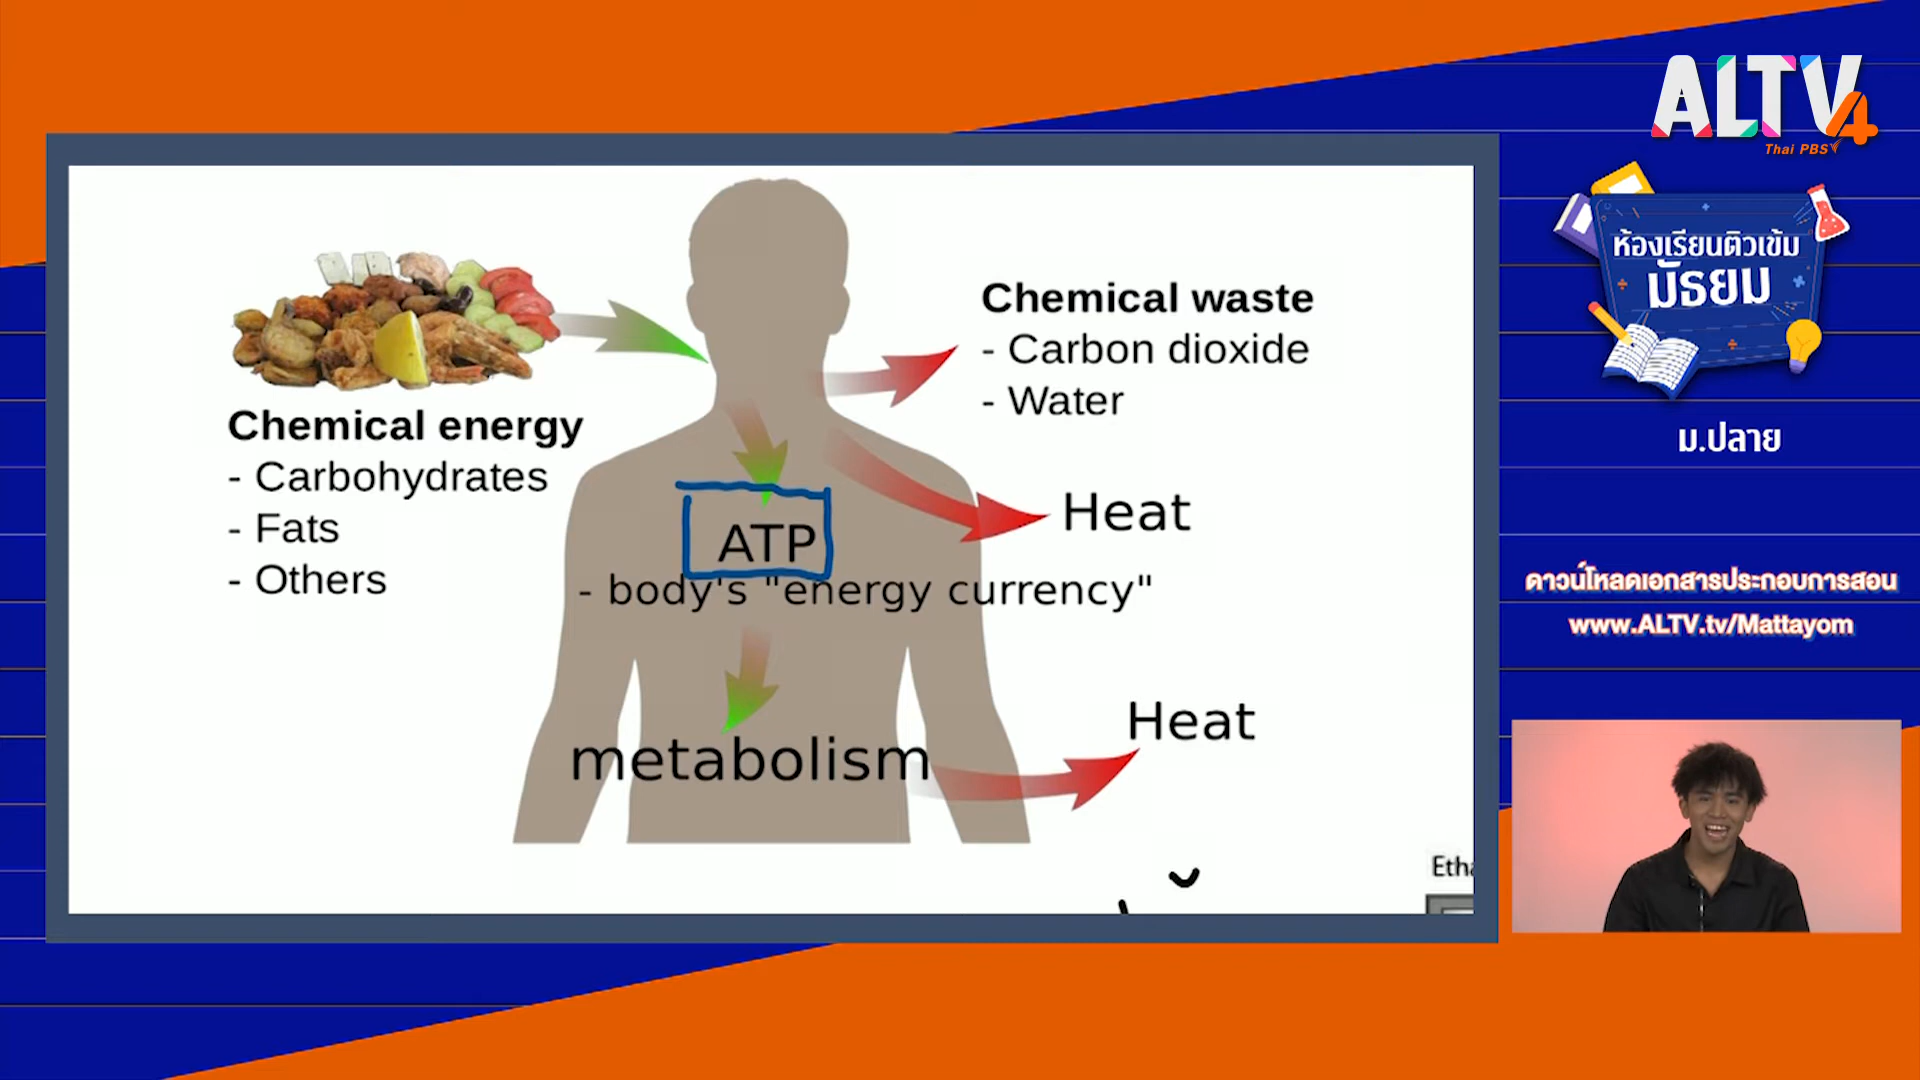 ALTV4
Thai PBS
ห้องเรียนติวเข้ม
มัธยม
ม.ปลาย
ดาวน์โหลดเอกสารประกอบการสอน
www.ALTV.tv/Mattayom
Chemical energy
- Carbohydrates
- Fats
- Others
Chemical waste
- Carbon dioxide
- Water
Heat
ATP
- body's "energy currency"
metabolism
Heat